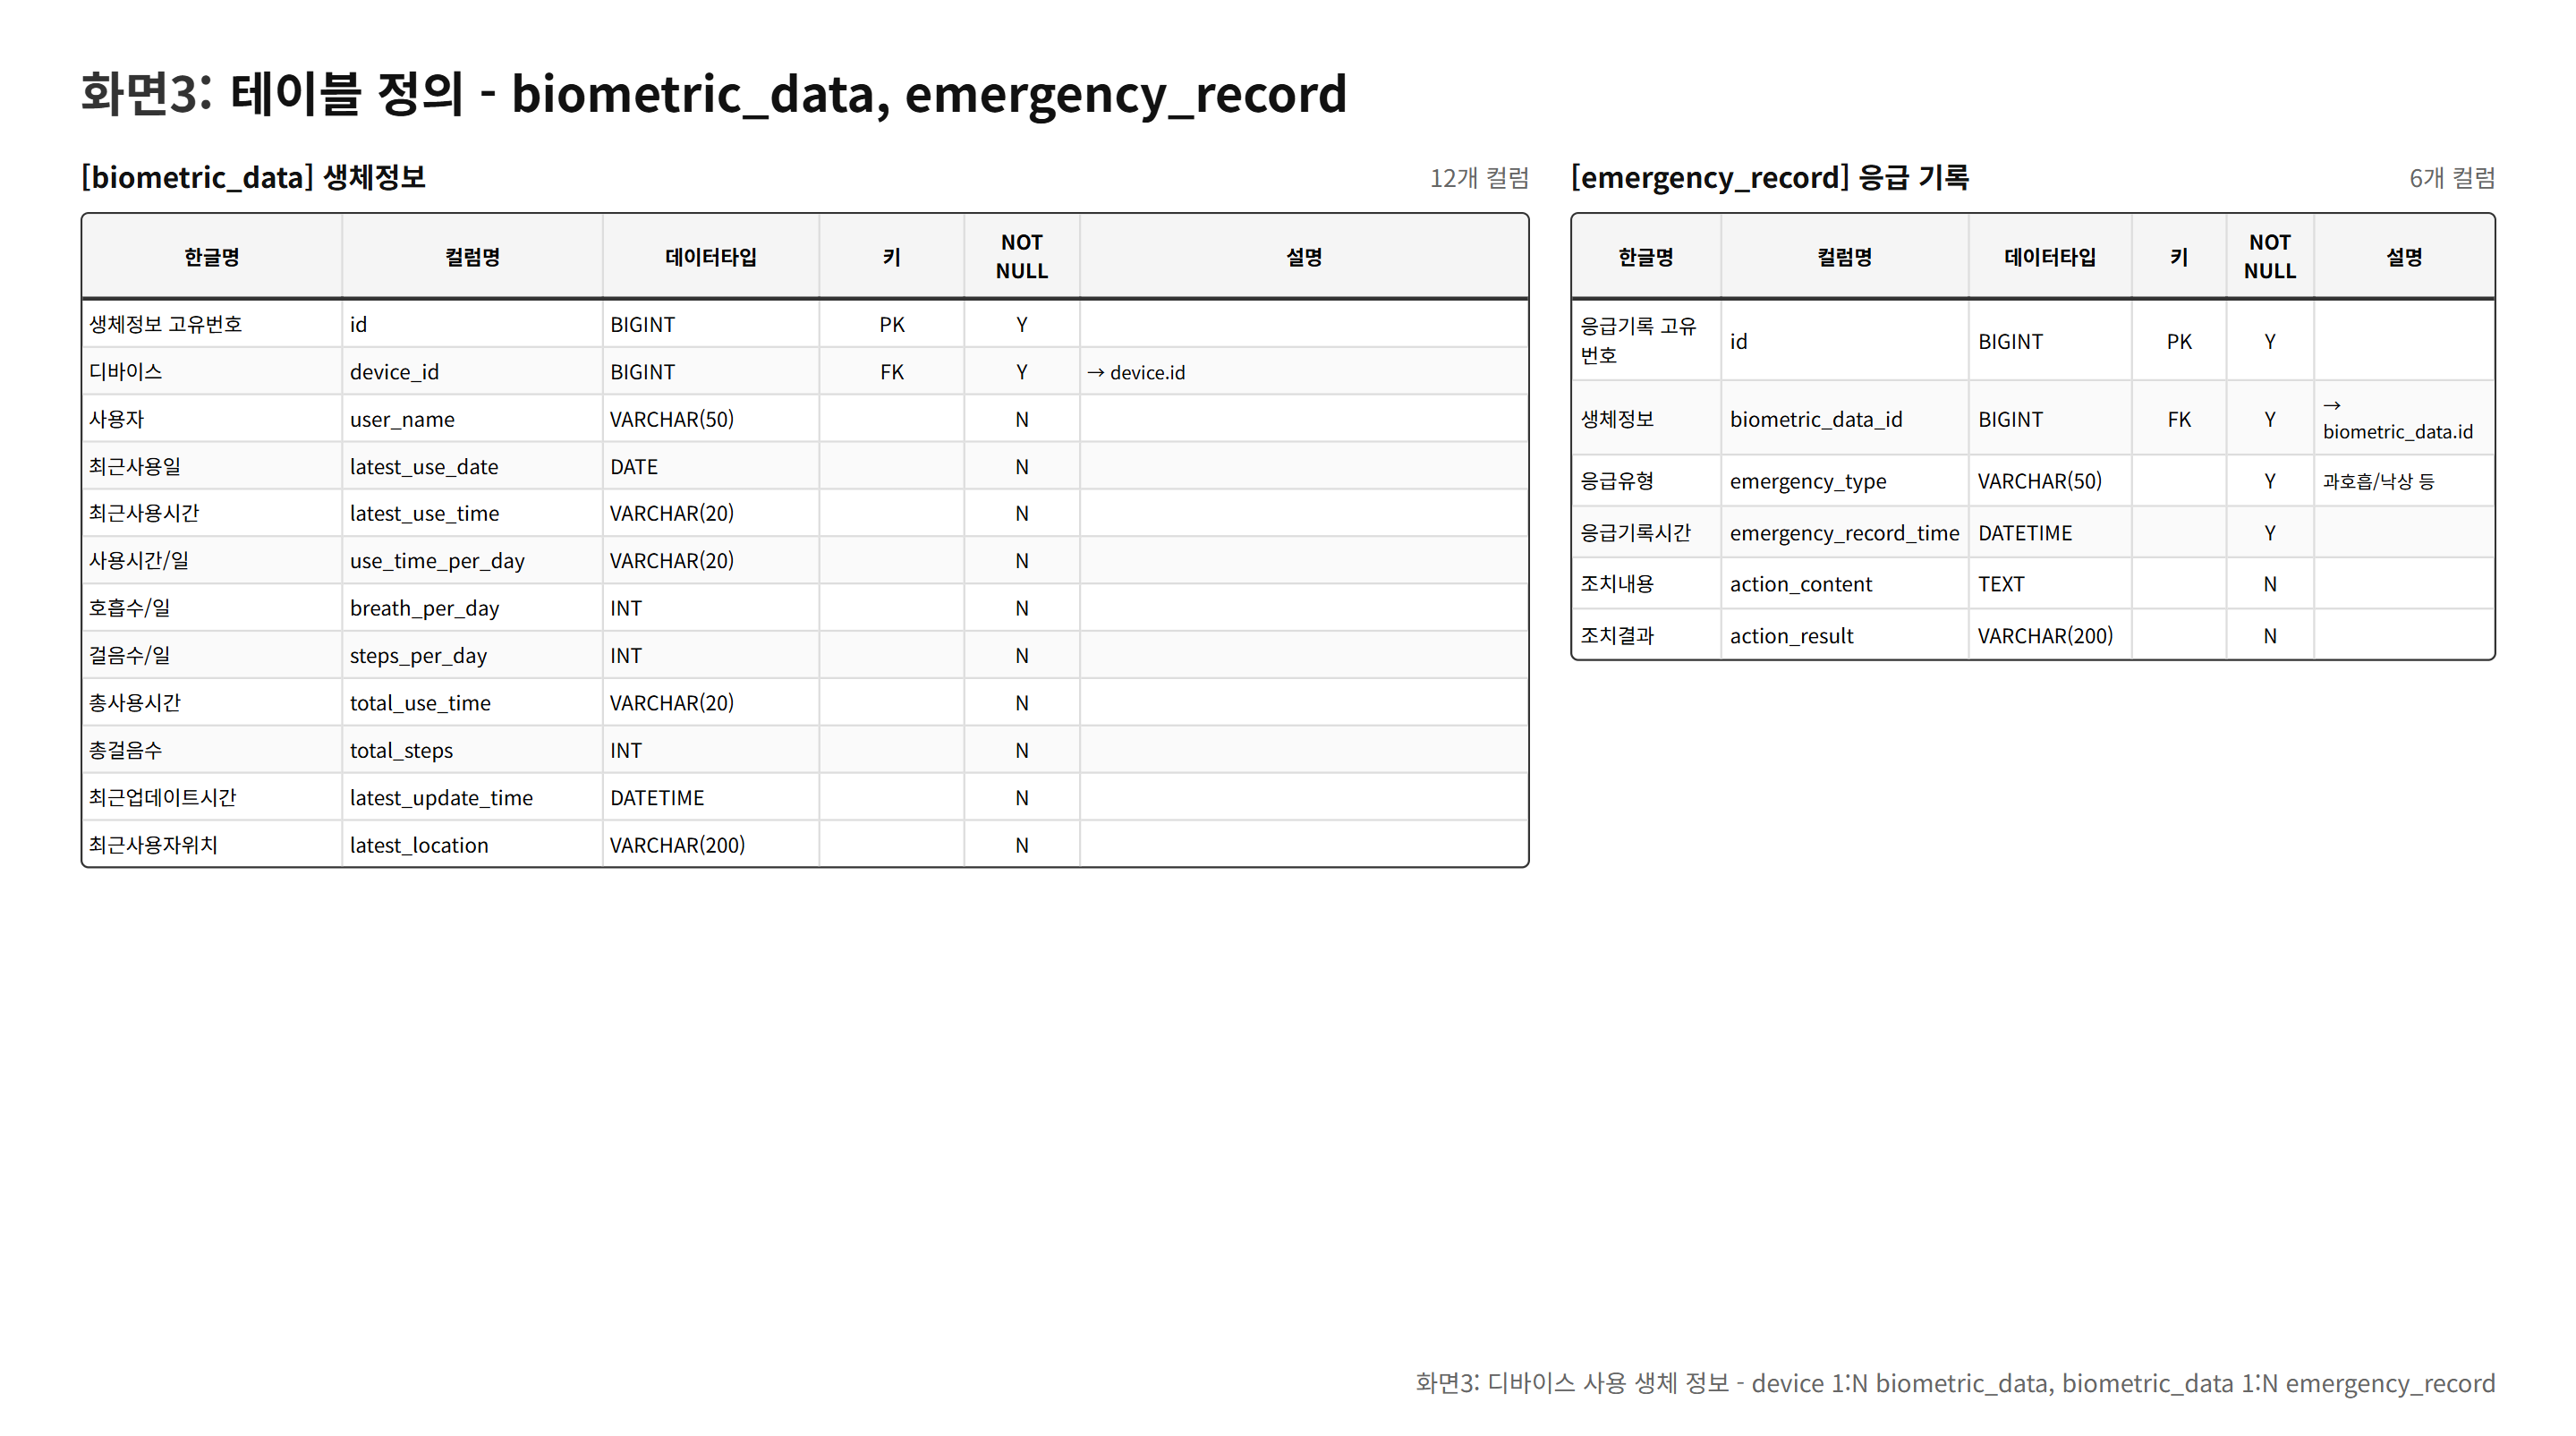 화면3: 테이블 정의 - biometric_data, emergency_record
[biometric_data] 생체정보 12개 컬럼
한글명 컬럼명 데이터타입 키 NOT NULL 설명
생체정보 고유번호 id BIGINT PK Y
디바이스 device_id BIGINT FK Y → device.id
사용자 user_name VARCHAR(50) N
최근사용일 latest_use_date DATE N
최근사용시간 latest_use_time VARCHAR(20) N
사용시간/일 use_time_per_day VARCHAR(20) N
호흡수/일 breath_per_day INT N
걸음수/일 steps_per_day INT N
총사용시간 total_use_time VARCHAR(20) N
총걸음수 total_steps INT N
최근업데이트시간 latest_update_time DATETIME N
최근사용자위치 latest_location VARCHAR(200) N
[emergency_record] 응급 기록 6개 컬럼
한글명 컬럼명 데이터타입 키 NOT NULL 설명
응급기록 고유번호 id BIGINT PK Y
생체정보 biometric_data_id BIGINT FK Y → biometric_data.id
응급유형 emergency_type VARCHAR(50) Y 과호흡/낙상 등
응급기록시간 emergency_record_time DATETIME Y
조치내용 action_content TEXT N
조치결과 action_result VARCHAR(200) N
화면3: 디바이스 사용 생체 정보 - device 1:N biometric_data, biometric_data 1:N emergency_record